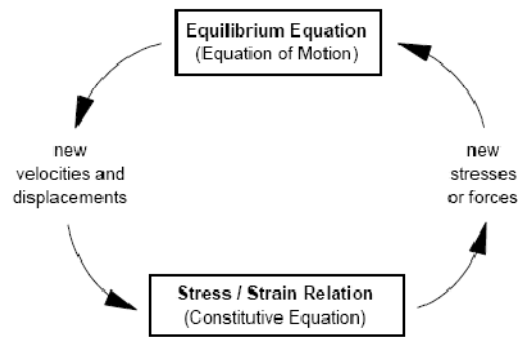 Equilibrium Equation
(Equation of Motion)
new
velocities and
displacements
new
stresses
or forces
Stress / Strain Relation
(Constitutive Equation)